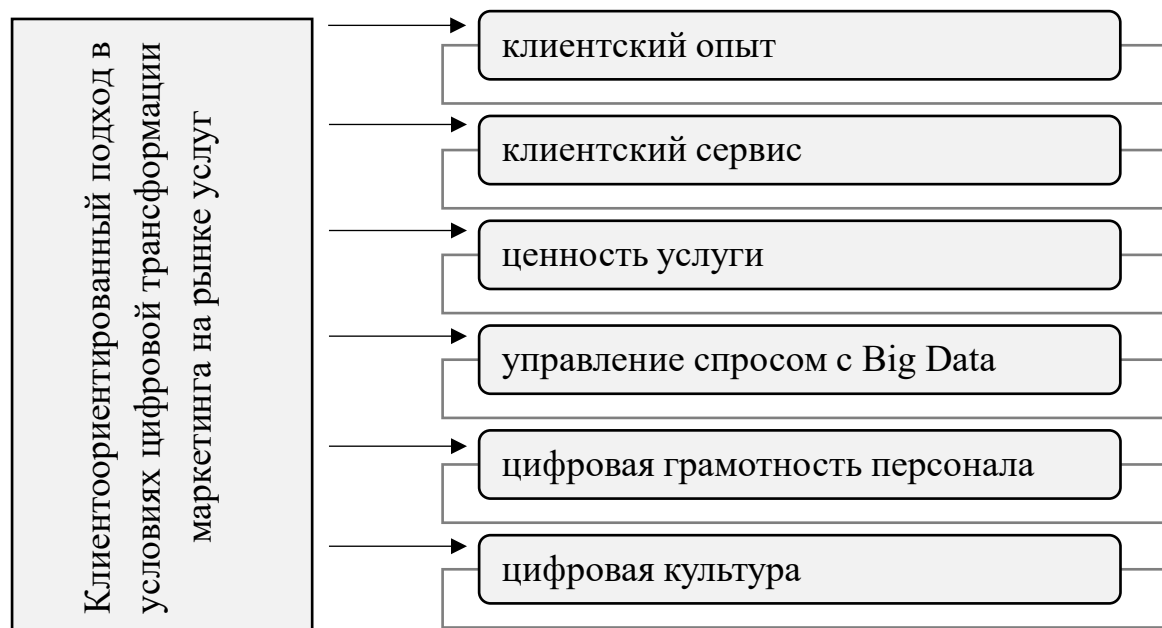 Клиентоориентированный подход в
условиях цифровой трансформации
маркетинга на рынке услуг
клиентский опыт
клиентский сервис
ценность услуги
управление спросом с Big Data
цифровая грамотность персонала
цифровая культура